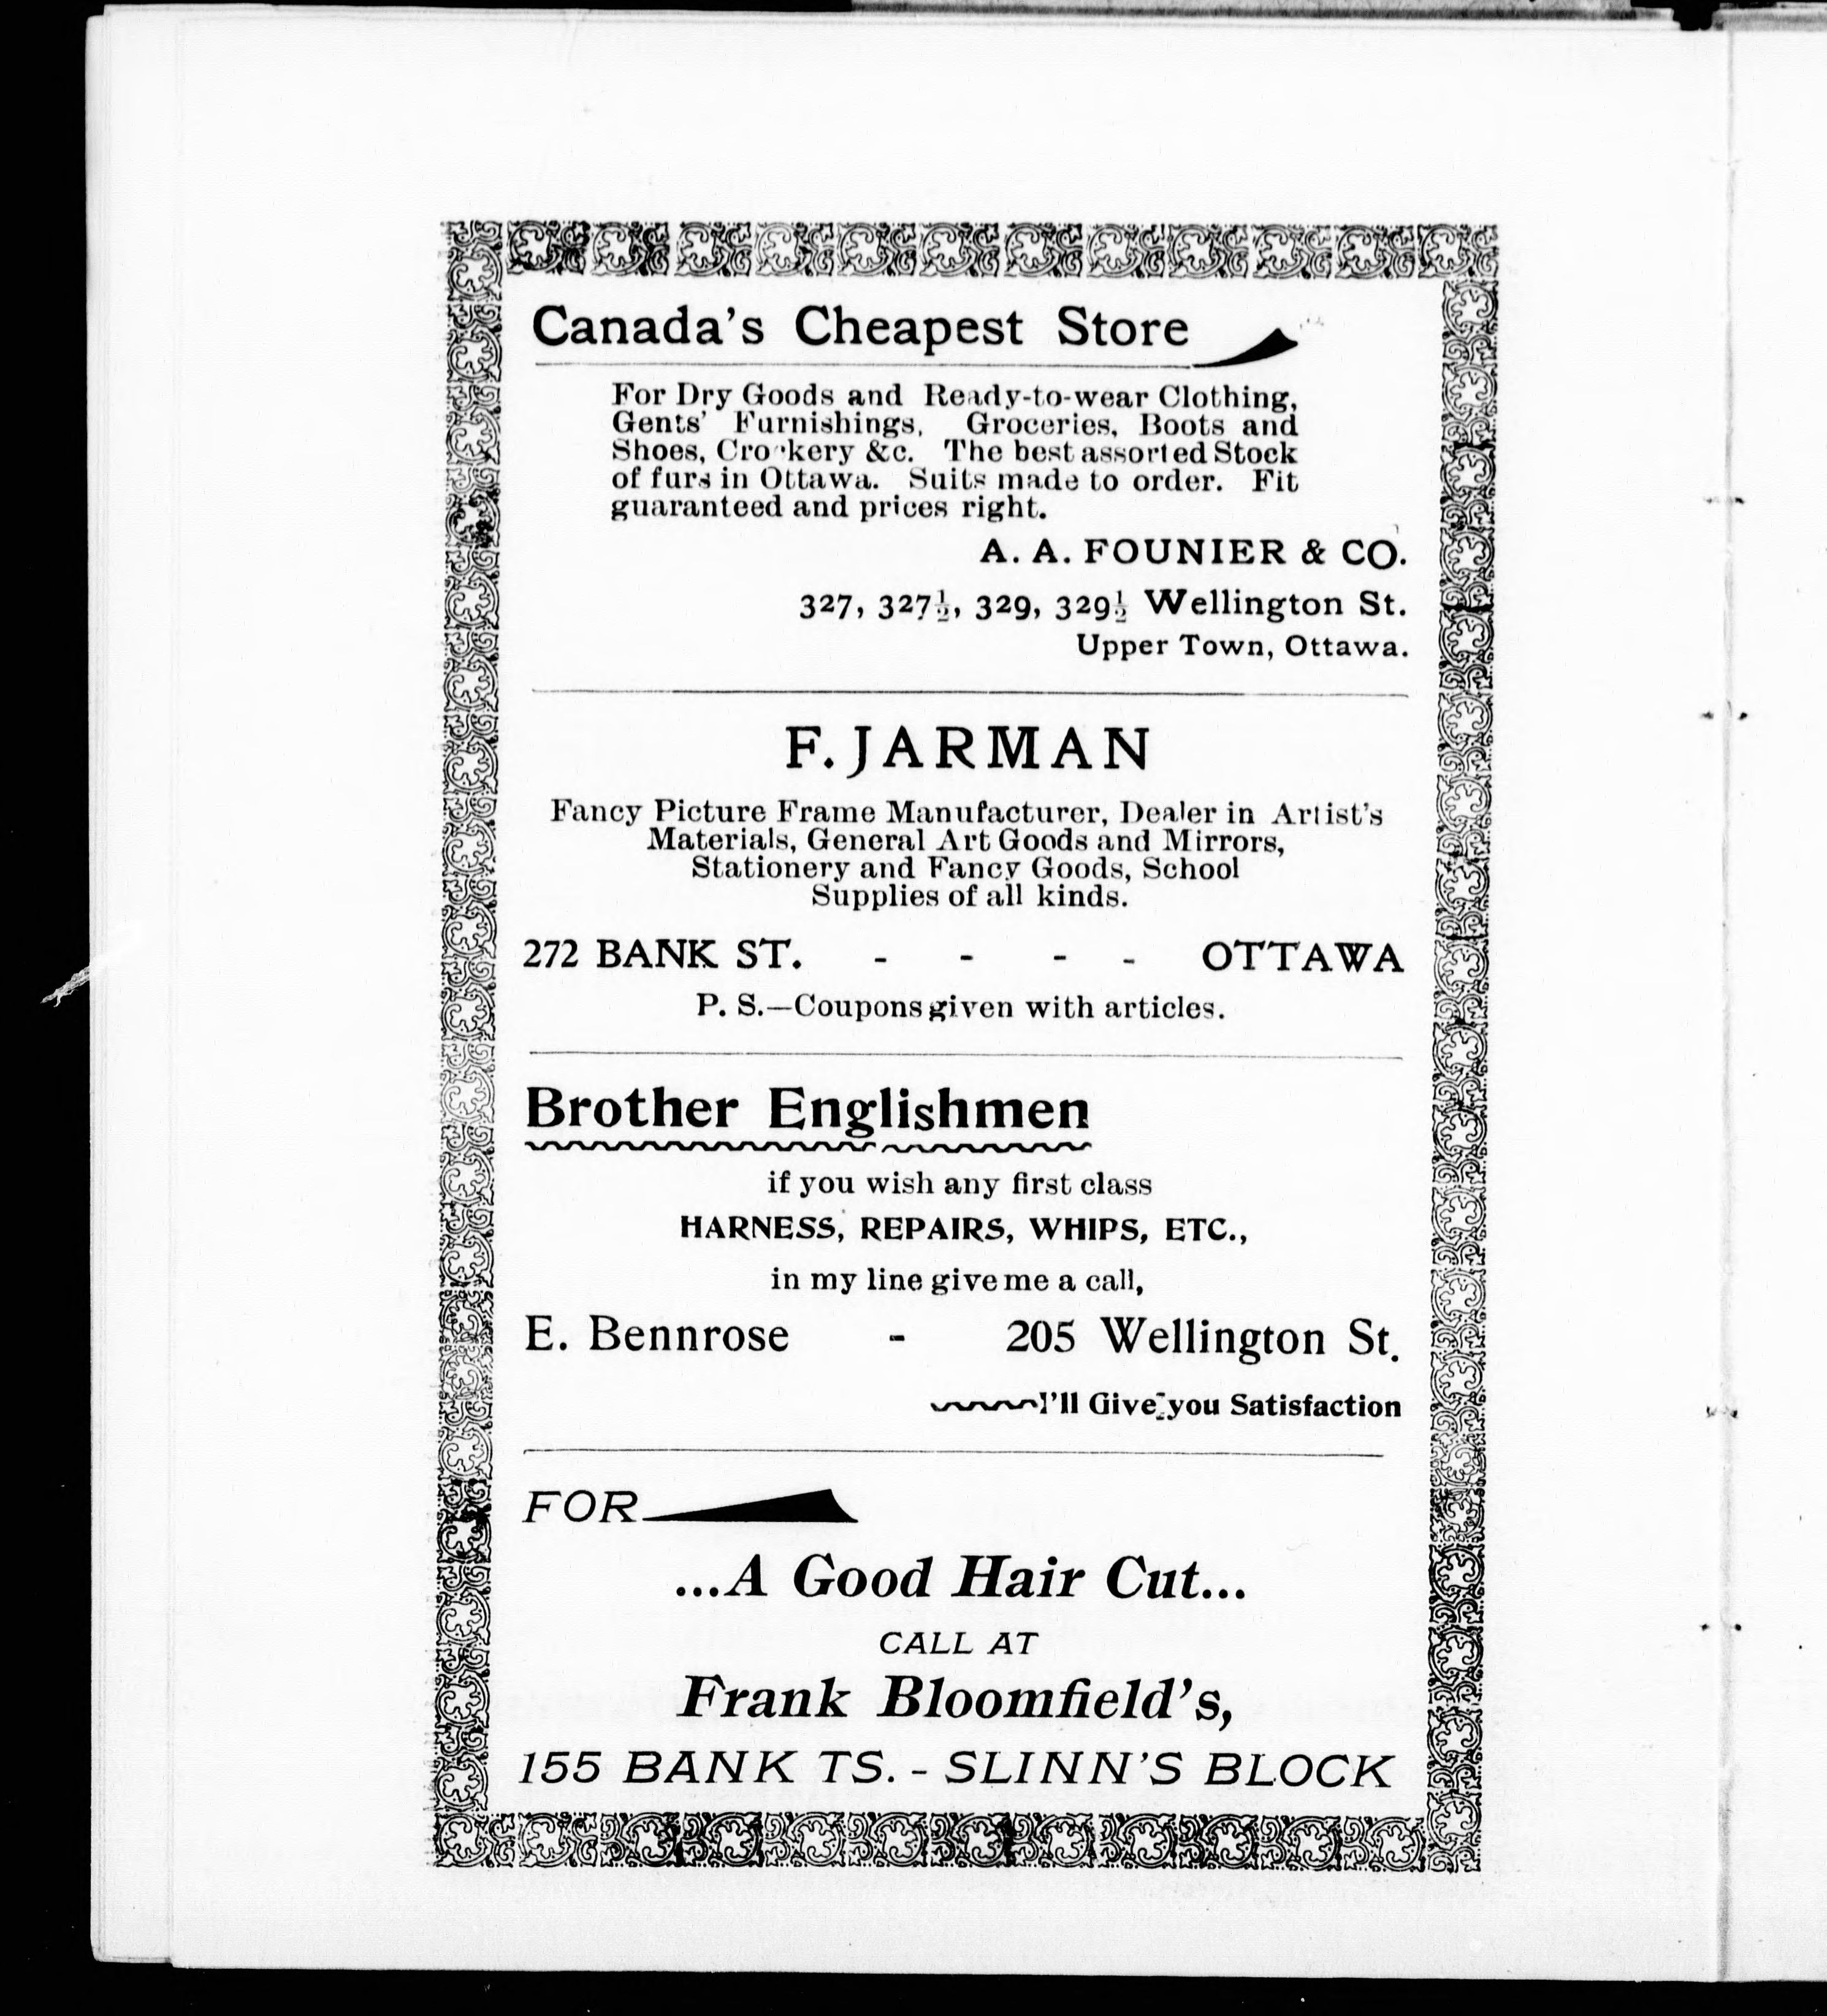 Canada's Cheapest Store
For Dry Goods and Ready-to-wear Clothing,
Gents' Furnishings, Groceries, Boots and
Shoes, Crockery &c. The best assorted Stock
of furs in Ottawa. Suits made to order. Fit
guaranteed and prices right.
A. A. FOUNIER & CO.
327, 327½, 329, 329½ Wellington St.
Upper Town, Ottawa.
F. JARMAN
Fancy Picture Frame Manufacturer, Dealer in Artist's
Materials, General Art Goods and Mirrors,
Stationery and Fancy Goods, School
Supplies of all kinds.
272 BANK ST. - - - - OTTAWA
P. S.—Coupons given with articles.
Brother Englishmen
if you wish any first class
HARNESS, REPAIRS, WHIPS, ETC.,
in my line give me a call,
E. Bennrose - 205 Wellington St.
I'll Give you Satisfaction
FOR
...A Good Hair Cut...
CALL AT
Frank Bloomfield's,
155 BANK TS. - SLINN'S BLOCK